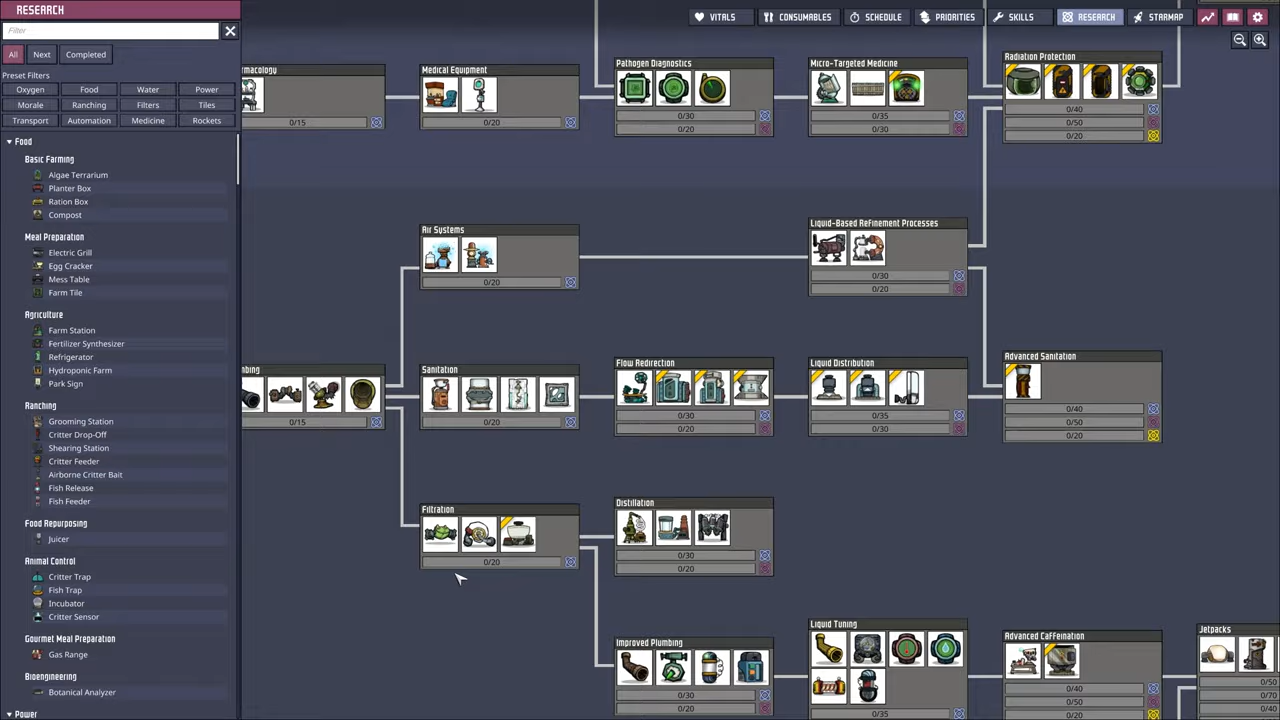 RESEARCH
VITALS
CONSUMABLES
SCHEDULE
PRIORITIES
SKILLS
RESEARCH
STARMAP
Filter
All
Next
Completed
Preset Filters
Oxygen
Food
Water
Power
Morale
Ranching
Filters
Tiles
Transport
Automation
Medicine
Rockets
Food
Basic Farming
Algae Terrarium
Planter Box
Ration Box
Compost
Meal Preparation
Electric Grill
Egg Cracker
Mess Table
Farm Tile
Agriculture
Farm Station
Fertilizer Synthesizer
Refrigerator
Hydroponic Farm
Park Sign
Ranching
Grooming Station
Critter Drop-Off
Shearing Station
Critter Feeder
Airborne Critter Bait
Fish Release
Fish Feeder
Food Repurposing
Juicer
Animal Control
Critter Trap
Fish Trap
Incubator
Critter Sensor
Gourmet Meal Preparation
Gas Range
Bioengineering
Botanical Analyzer
Power
rmacology
0/15
Medical Equipment
0/20
Pathogen Diagnostics
0/30
0/20
Micro-Targeted Medicine
0/35
0/30
Radiation Protection
0/40
0/50
0/20
Air Systems
0/20
Liquid-Based Refinement Processes
0/30
0/20
mbing
0/15
Sanitation
0/20
Flow Redirection
0/30
0/20
Liquid Distribution
0/35
0/30
Advanced Sanitation
0/40
0/50
0/20
Filtration
0/20
Distillation
0/30
0/20
Improved Plumbing
0/30
0/20
Liquid Tuning
0/35
Advanced Caffeination
0/40
0/50
0/20
Jetpacks
0/50
0/70
0/40